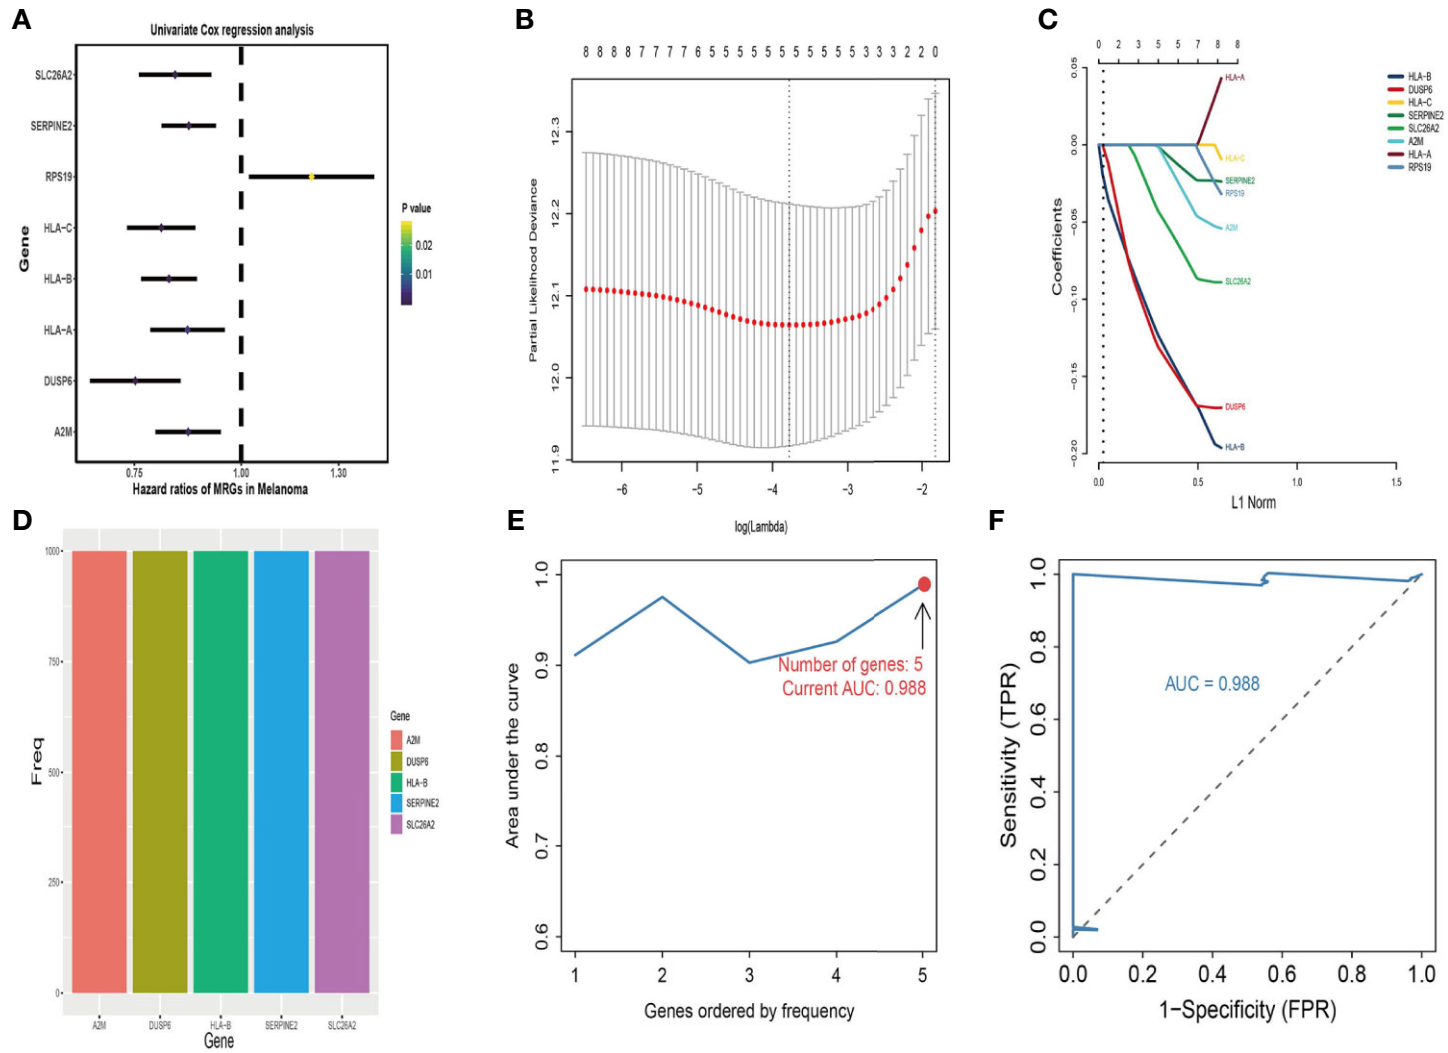 A
Univariate Cox regression analysis
SLC26A2
SERPINE2
RPS19
HLA-C
HLA-B
HLA-A
DUSP6
A2M
Gene
0.75 1.00 1.30
Hazard ratios of MRGs in Melanoma
P value
0.02
0.01
B
8 8 8 8 7 7 7 6 5 5 5 5 5 5 5 5 5 3 3 3 2 2 0
Partial Likelihood Deviance
12.3
12.2
12.1
12.0
11.9
-6 -5 -4 -3 -2
log(Lambda)
C
0 2 3 5 5 7 8 8
Coefficients
0.05
0.00
-0.05
-0.10
-0.15
-0.20
HLA-A
HLA-C
SERPINE2
RPS19
A2M
SLC26A2
DUSP6
HLA-B
0.0 0.5 1.0 1.5
L1 Norm
HLA-B
DUSP6
HLA-C
SERPINE2
SLC26A2
A2M
HLA-A
RPS19
D
Freq
1000
750
500
250
0
A2M DUSP6 HLA-B SERPINE2 SLC26A2
Gene
Gene
A2M
DUSP6
HLA-B
SERPINE2
SLC26A2
E
Area under the curve
1.0
0.9
0.8
0.7
0.6
Number of genes: 5
Current AUC: 0.988
1 2 3 4 5
Genes ordered by frequency
F
Sensitivity (TPR)
1.0
0.8
0.6
0.4
0.2
0.0
AUC = 0.988
0.0 0.2 0.4 0.6 0.8 1.0
1-Specificity (FPR)